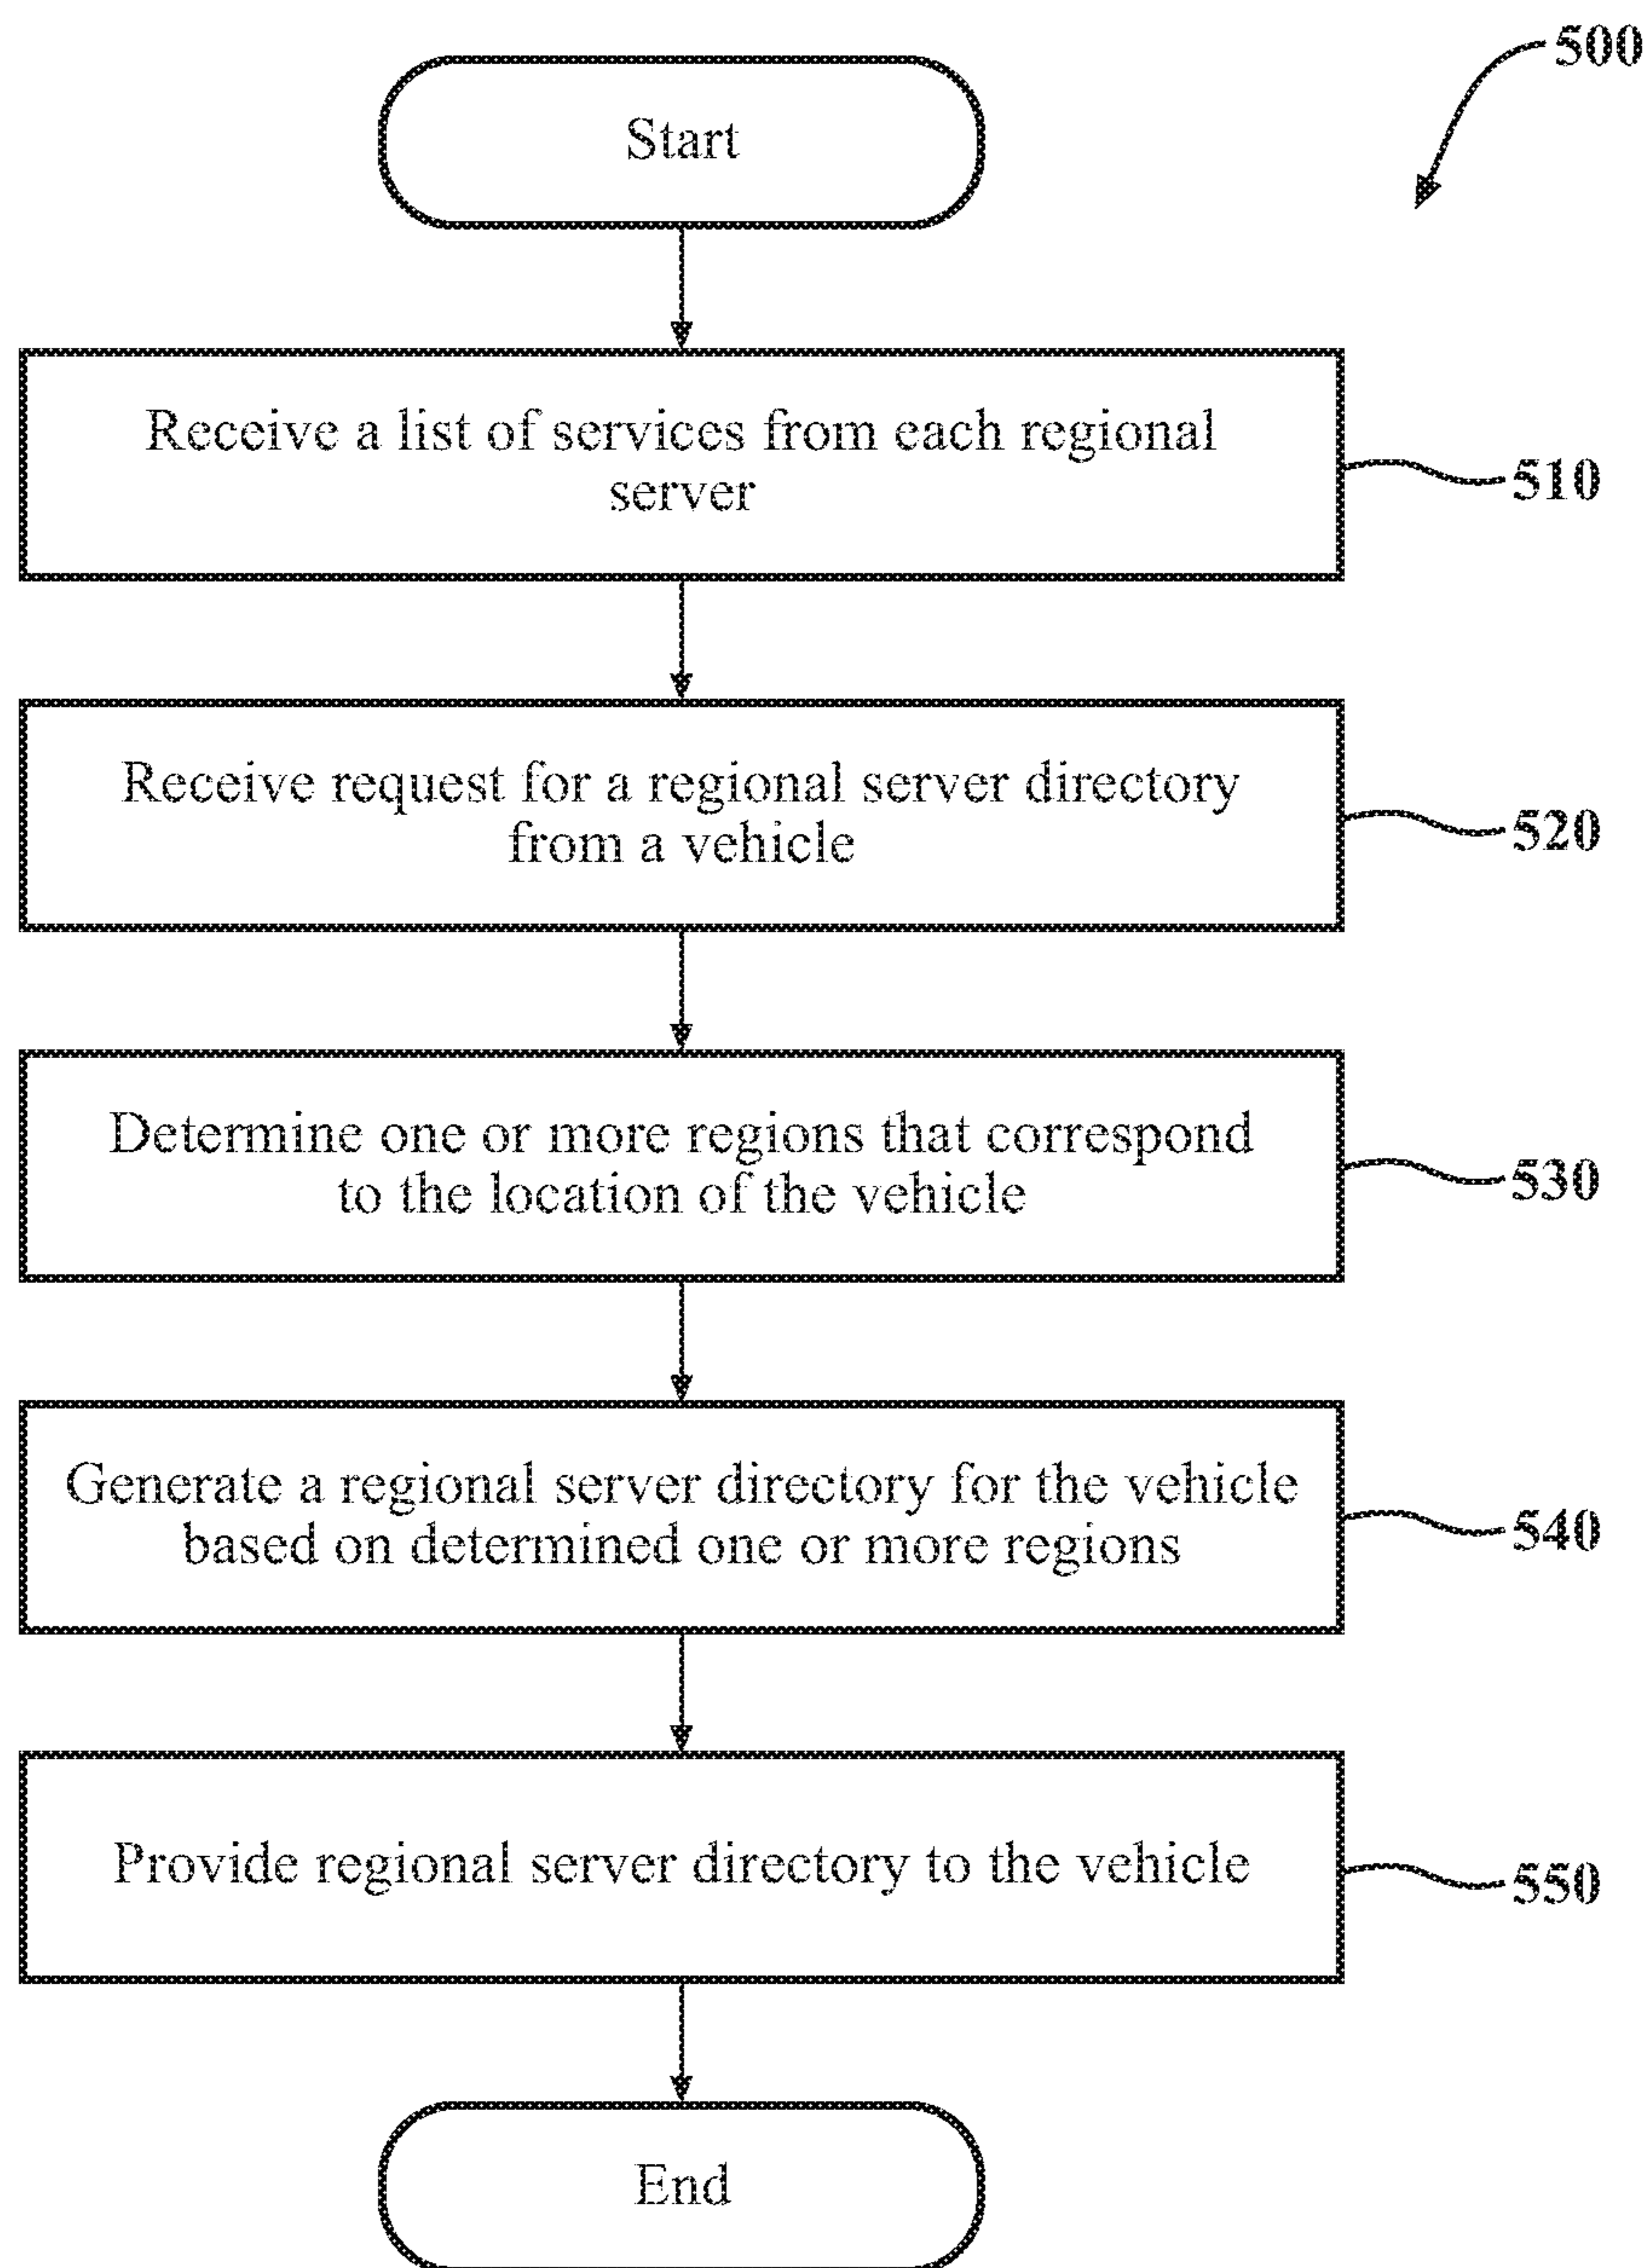 500
Start
Receive a list of services from each regional
server
510
Receive request for a regional server directory
from a vehicle
520
Determine one or more regions that correspond
to the location of the vehicle
530
Generate a regional server directory for the vehicle
based on determined one or more regions
540
Provide regional server directory to the vehicle
550
End